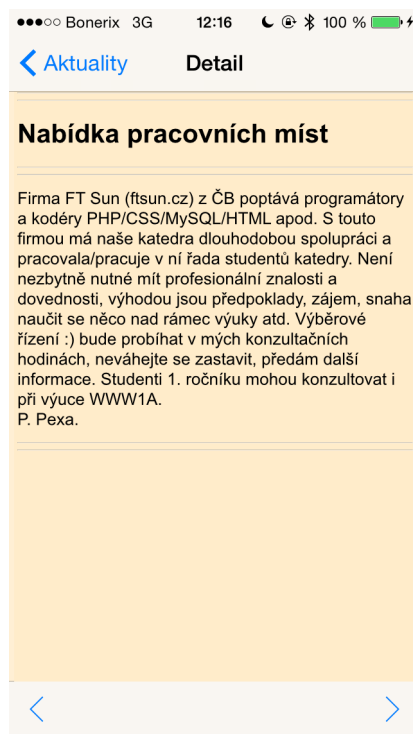 Bonerix 3G 12:16 100 %
Aktuality Detail
Nabídka pracovních míst
Firma FT Sun (ftsun.cz) z ČB poptává programátory
a kodéry PHP/CSS/MySQL/HTML apod. S touto
firmou má naše katedra dlouhodobou spolupráci a
pracovala/pracuje v ní řada studentů katedry. Není
nezbytně nutné mít profesionální znalosti a
dovednosti, výhodou jsou předpoklady, zájem, snaha
naučit se něco nad rámec výuky atd. Výběrové
řízení :) bude probíhat v mých konzultačních
hodinách, neváhejte se zastavit, předám další
informace. Studenti 1. ročníku mohou konzultovat i
při výuce WWW1A.
P. Pexa.